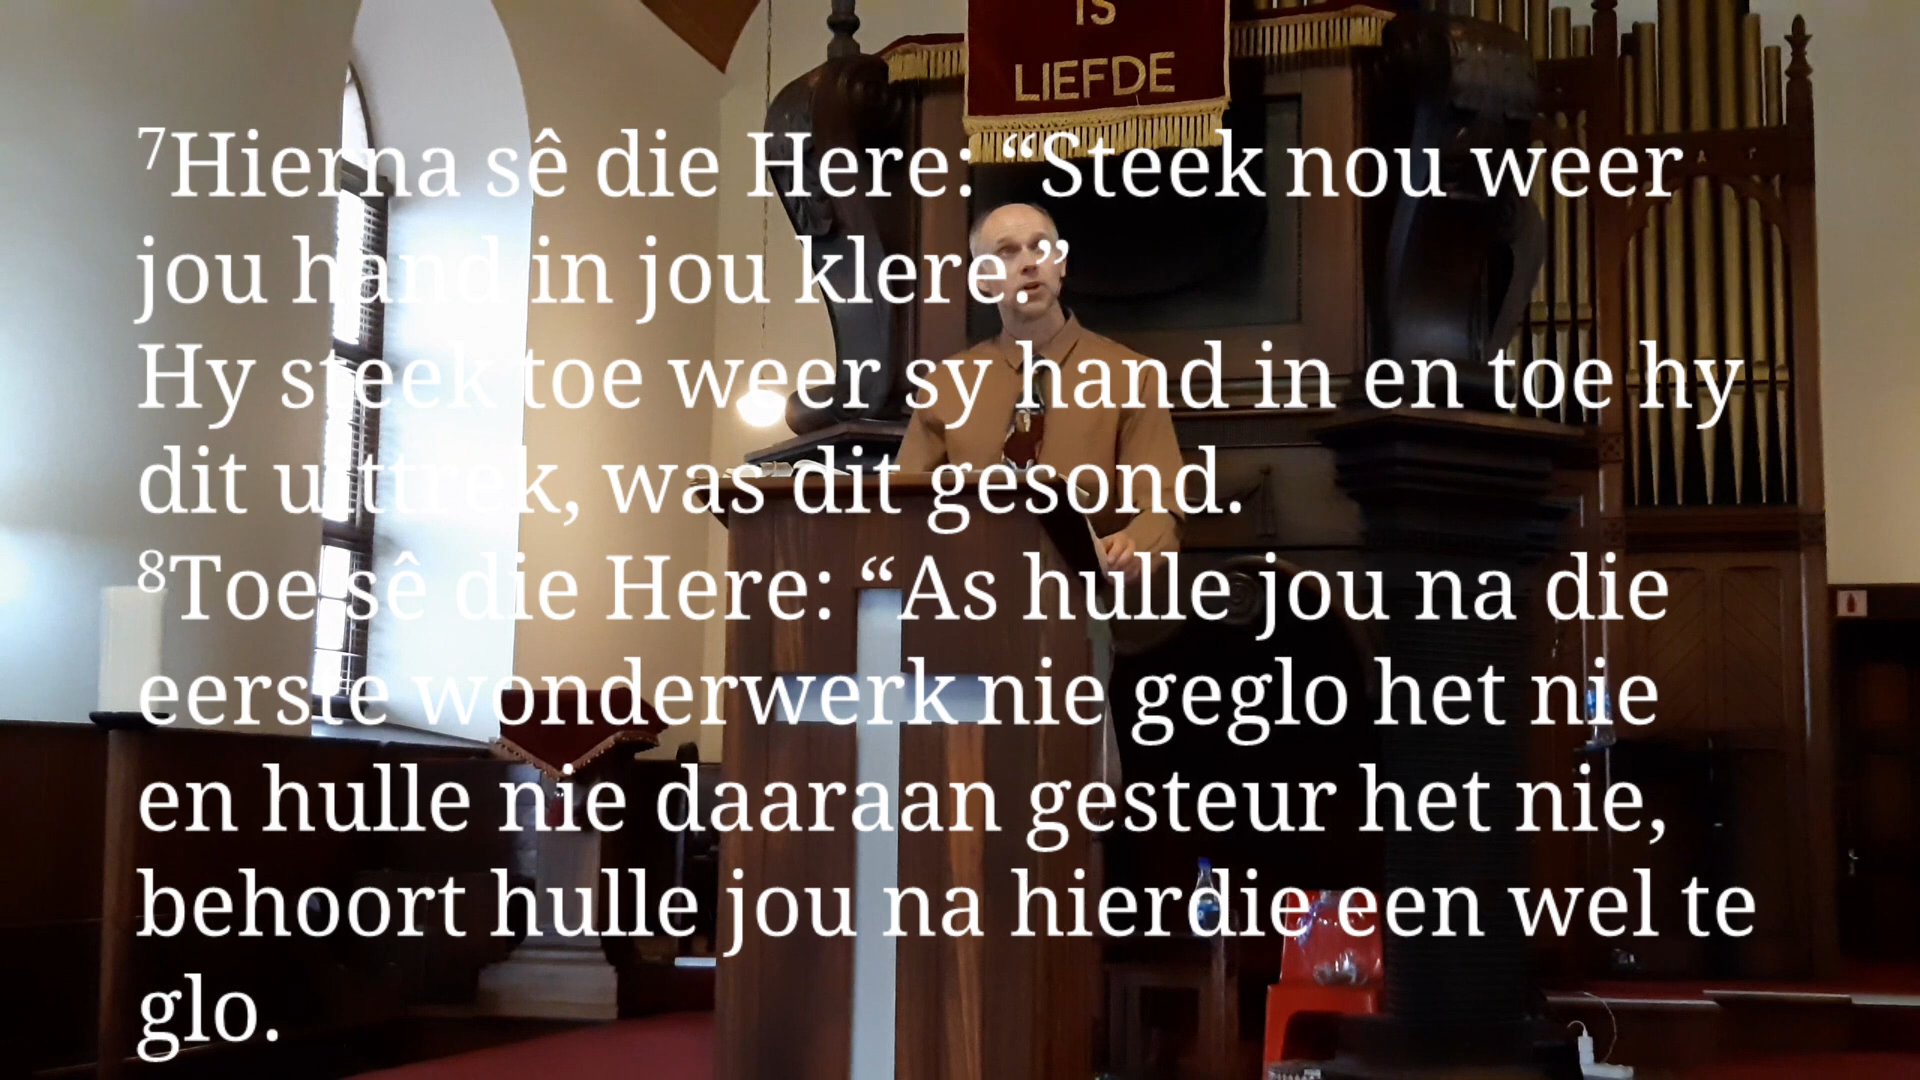 IS
LIEFDE
⁷Hierna sê die Here: “Steek nou weer
jou hand in jou klere.”
Hy steek toe weer sy hand in en toe hy
dit uittrek, was dit gesond.
⁸Toe sê die Here: “As hulle jou na die
eerste wonderwerk nie geglo het nie
en hulle nie daaraan gesteur het nie,
behoort hulle jou na hierdie een wel te
glo.